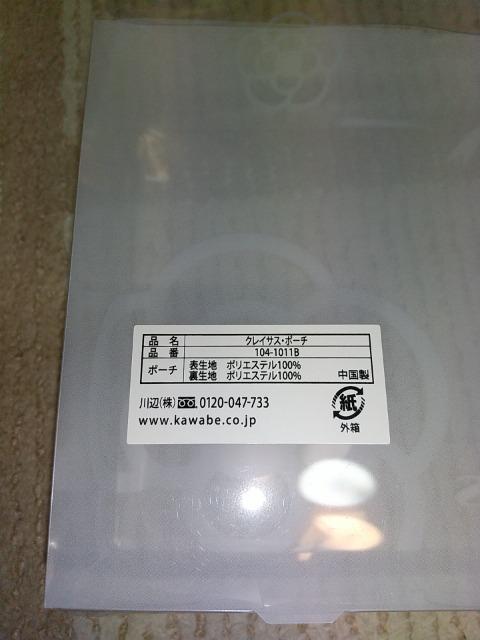 品名 クレイサス・ポーチ
品番 104-1011B
ポーチ 表生地 ポリエステル100%
裏生地 ポリエステル100% 中国製
川辺(株) 0120-047-733
www.kawabe.co.jp
紙
外箱